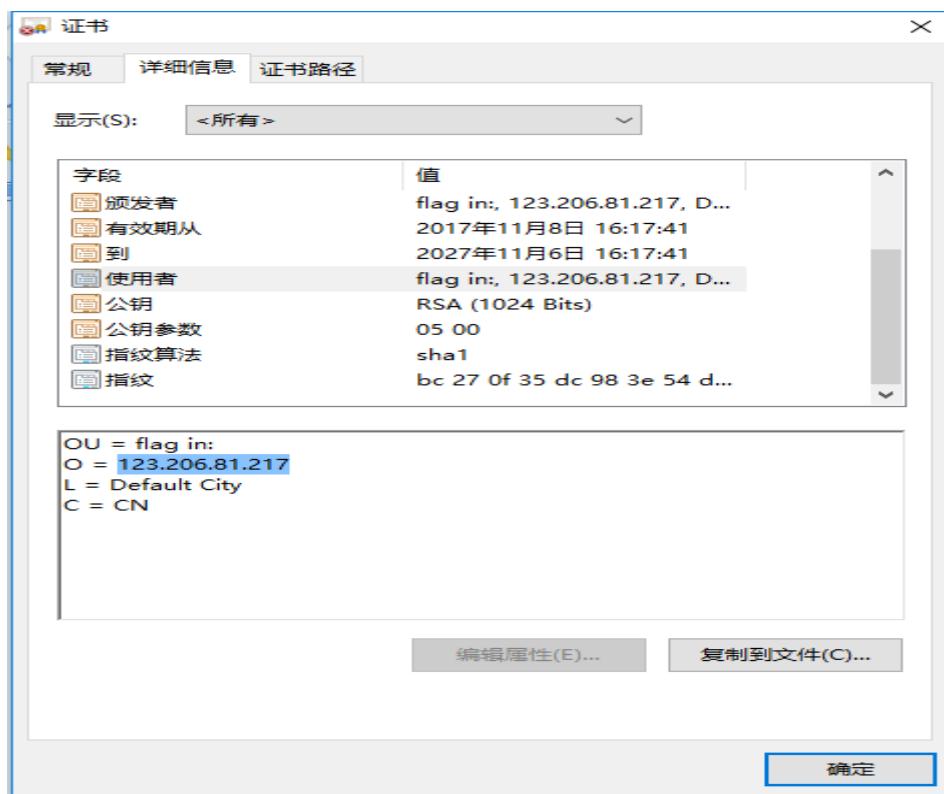 证书
常规 详细信息 证书路径
显示(S): <所有>
字段 值
颁发者 flag in:, 123.206.81.217, D...
有效期从 2017年11月8日 16:17:41
到 2027年11月6日 16:17:41
使用者 flag in:, 123.206.81.217, D...
公钥 RSA (1024 Bits)
公钥参数 05 00
指纹算法 sha1
指纹 bc 27 0f 35 dc 98 3e 54 d...
OU = flag in:
O = 123.206.81.217
L = Default City
C = CN
编辑属性(E)... 复制到文件(C)...
确定